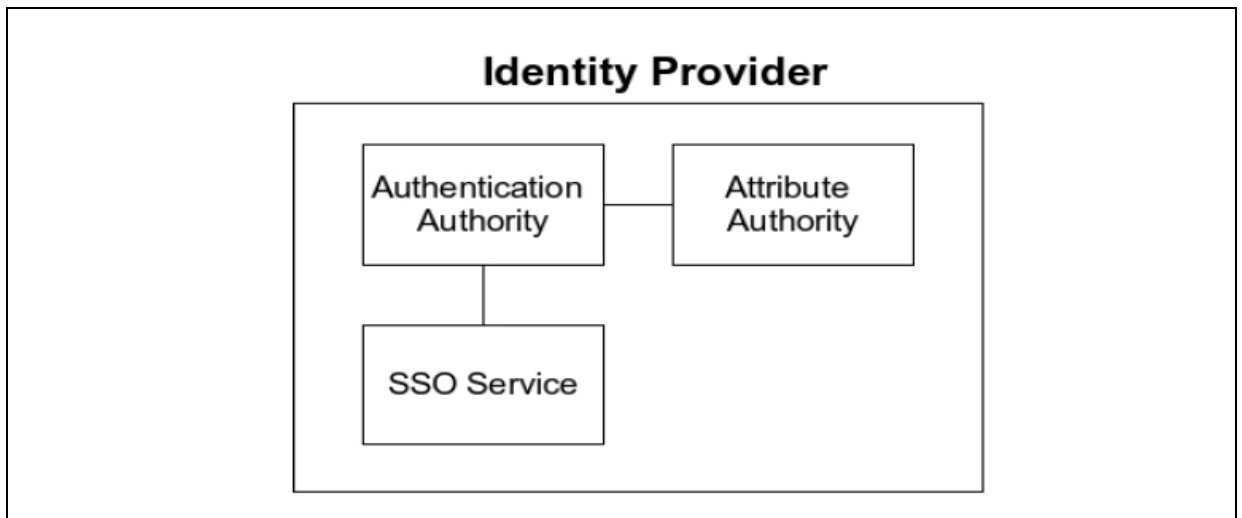 Identity Provider
Authentication
Authority
Attribute
Authority
SSO Service